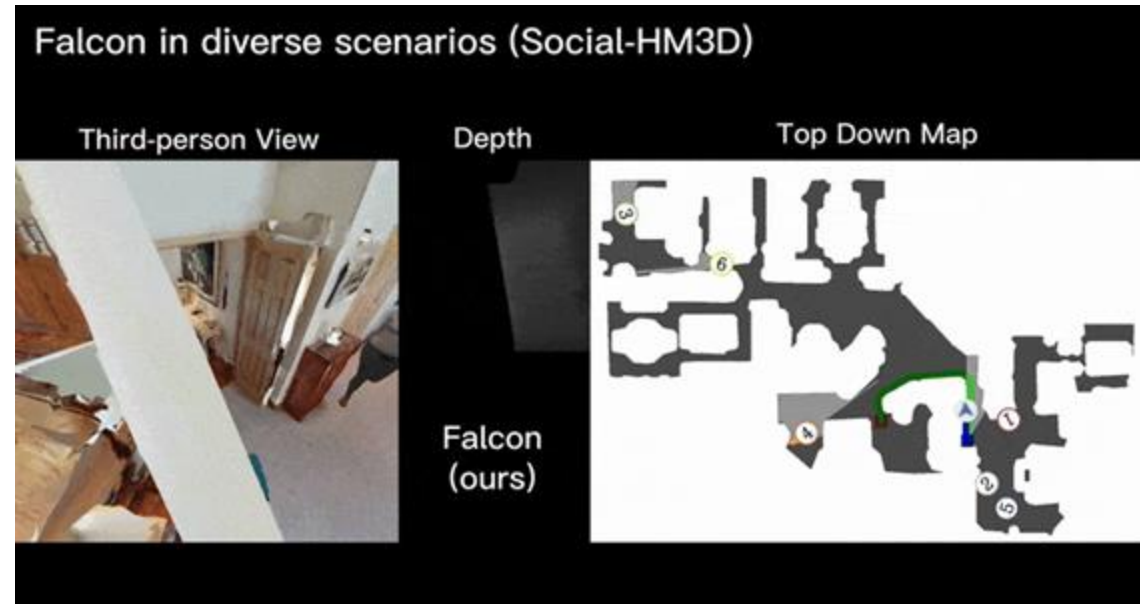 Falcon in diverse scenarios (Social-HM3D)
Third-person View
Depth
Top Down Map
3
6
4
1
2
5
Falcon
(ours)